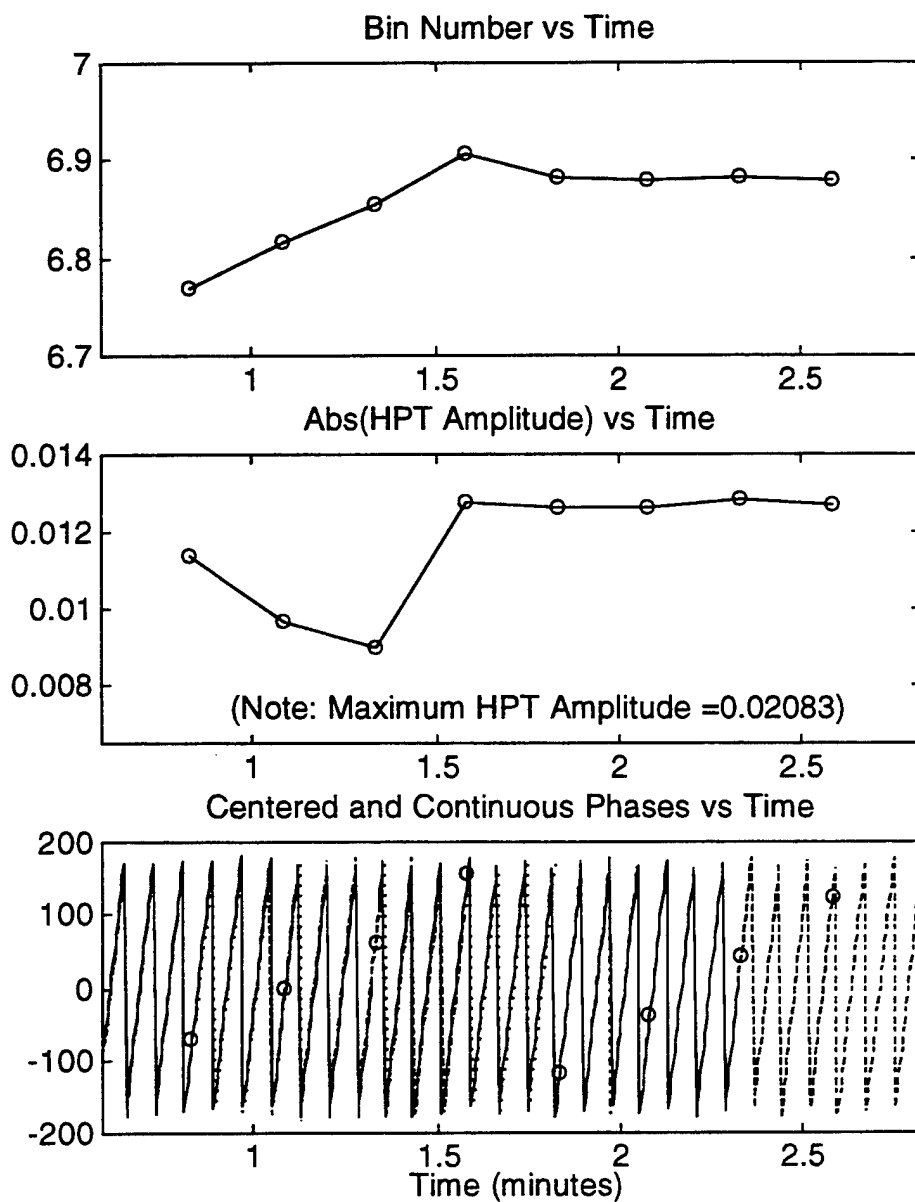 Bin Number vs Time
7
6.9
6.8
6.7
1 1.5 2 2.5
Abs(HPT Amplitude) vs Time
0.014
0.012
0.01
0.008
(Note: Maximum HPT Amplitude =0.02083)
1 1.5 2 2.5
Centered and Continuous Phases vs Time
200
100
0
-100
-200
1 1.5 2 2.5
Time (minutes)